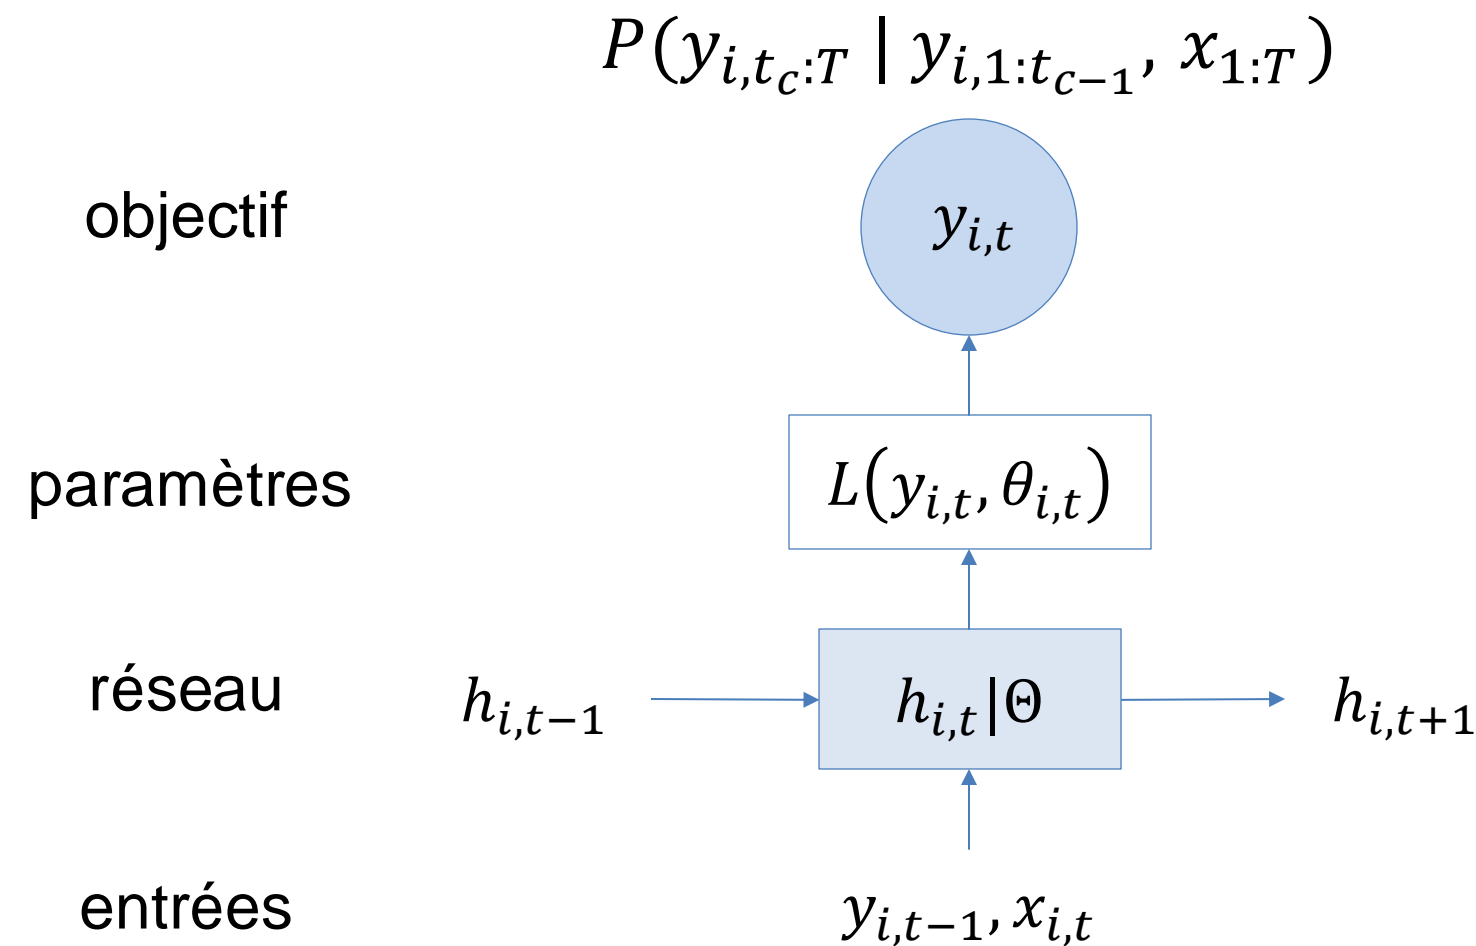 P(y_{i,t_c:T} | y_{i,1:t_{c-1}}, x_{1:T})
objectif y_{i,t}
paramètres L(y_{i,t}, θ_{i,t})
réseau h_{i,t-1} h_{i,t}|Θ h_{i,t+1}
entrées y_{i,t-1}, x_{i,t}